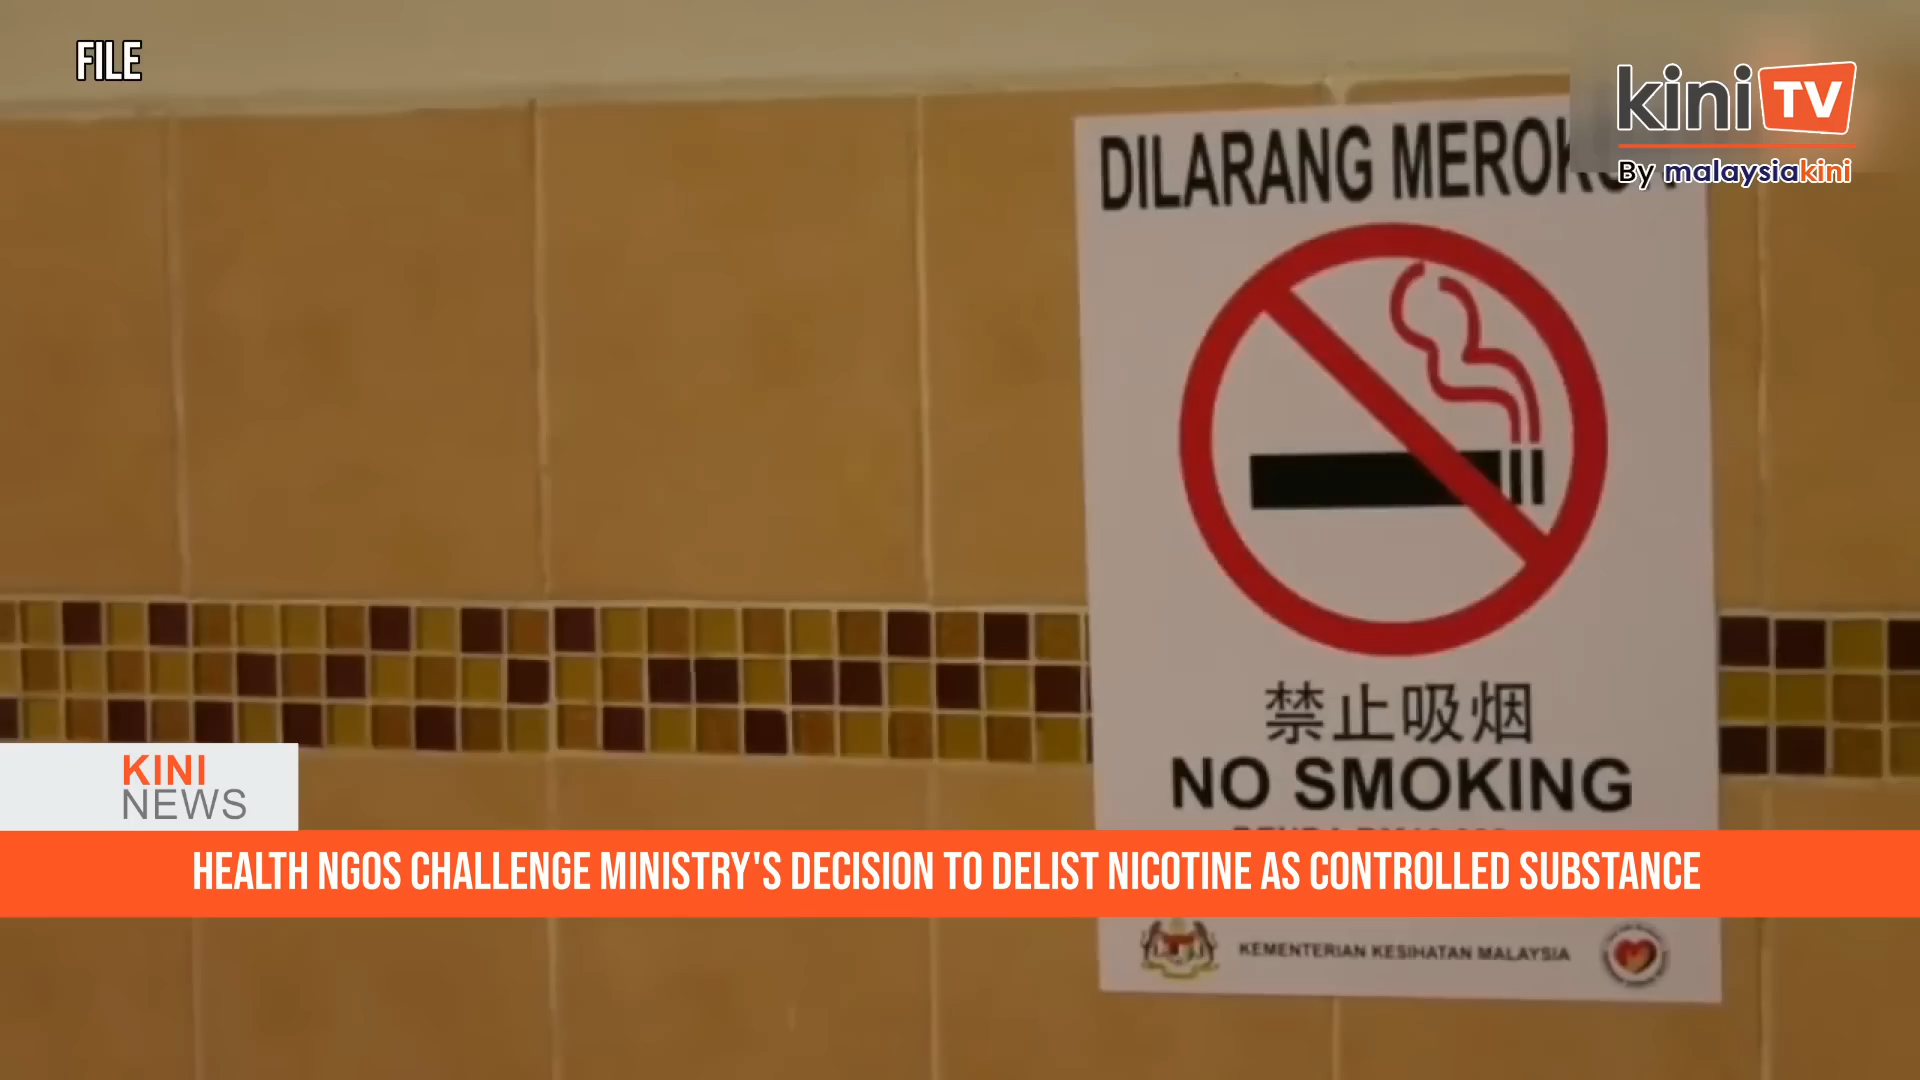 FILE
kini TV
By malaysiakini
DILARANG
禁止吸烟
NO SMOKING
KINI
NEWS
HEALTH NGOS CHALLENGE MINISTRY'S DECISION TO DELIST NICOTINE AS CONTROLLED SUBSTANCE
KEMENTERIAN KESIHATAN MALAYSIA